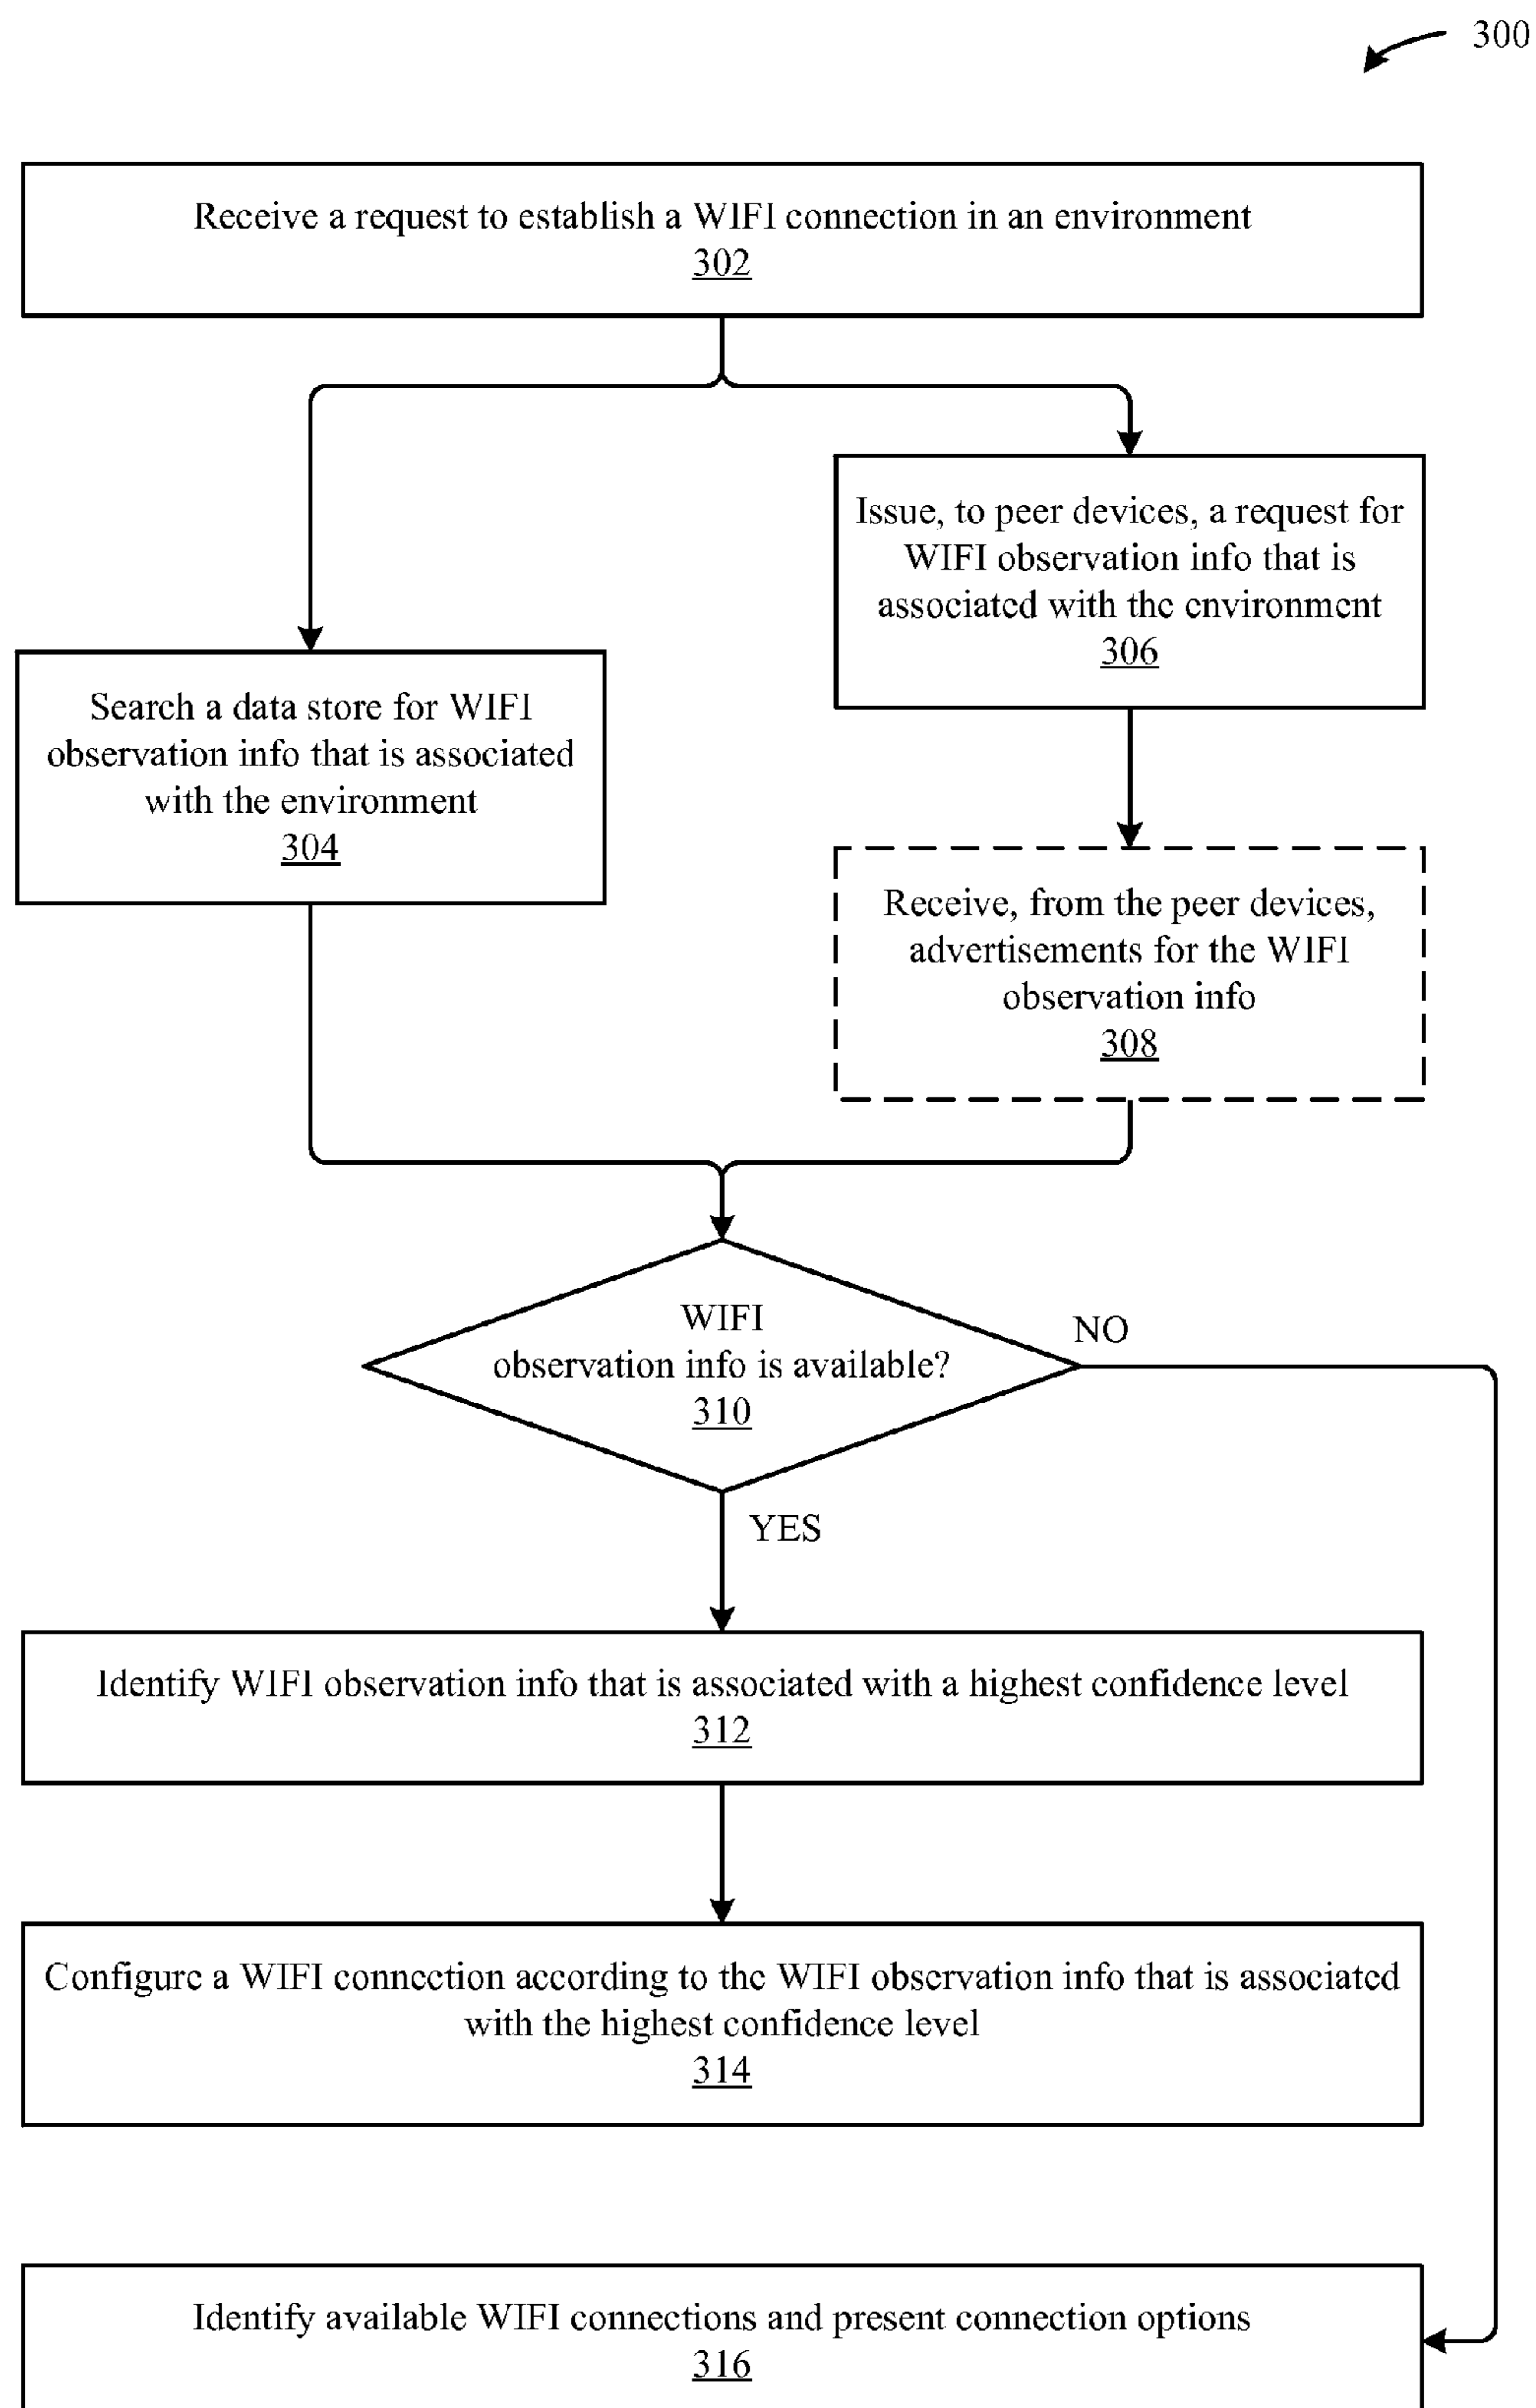 300
Receive a request to establish a WIFI connection in an environment
302
Issue, to peer devices, a request for
WIFI observation info that is
associated with the environment
306
Search a data store for WIFI
observation info that is associated
with the environment
304
Receive, from the peer devices,
advertisements for the WIFI
observation info
308
WIFI
observation info is available?
310
NO
YES
Identify WIFI observation info that is associated with a highest confidence level
312
Configure a WIFI connection according to the WIFI observation info that is associated
with the highest confidence level
314
Identify available WIFI connections and present connection options
316